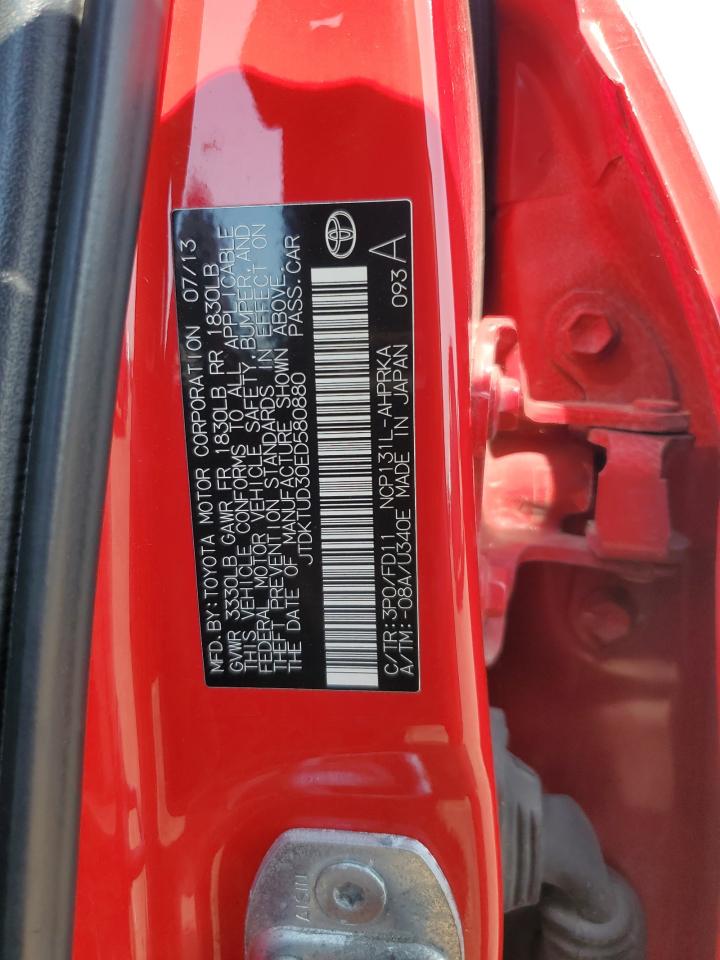 MFD. BY: TOYOTA MOTOR CORPORATION 07/13
GVWR 3330LB GAWR FR 1830LB RR 1830LB
THIS VEHICLE CONFORMS TO ALL APPLICABLE
FEDERAL MOTOR VEHICLE SAFETY, BUMPER, AND
THEFT PREVENTION STANDARDS IN EFFECT ON
THE DATE OF MANUFACTURE SHOWN ABOVE.
JTDKTUD30ED580880 PASS. CAR
C/TR: 3P0/FD11 NCP131L-AHPRKA
A/TM: -08A/U340E MADE IN JAPAN 093 A
AISIN